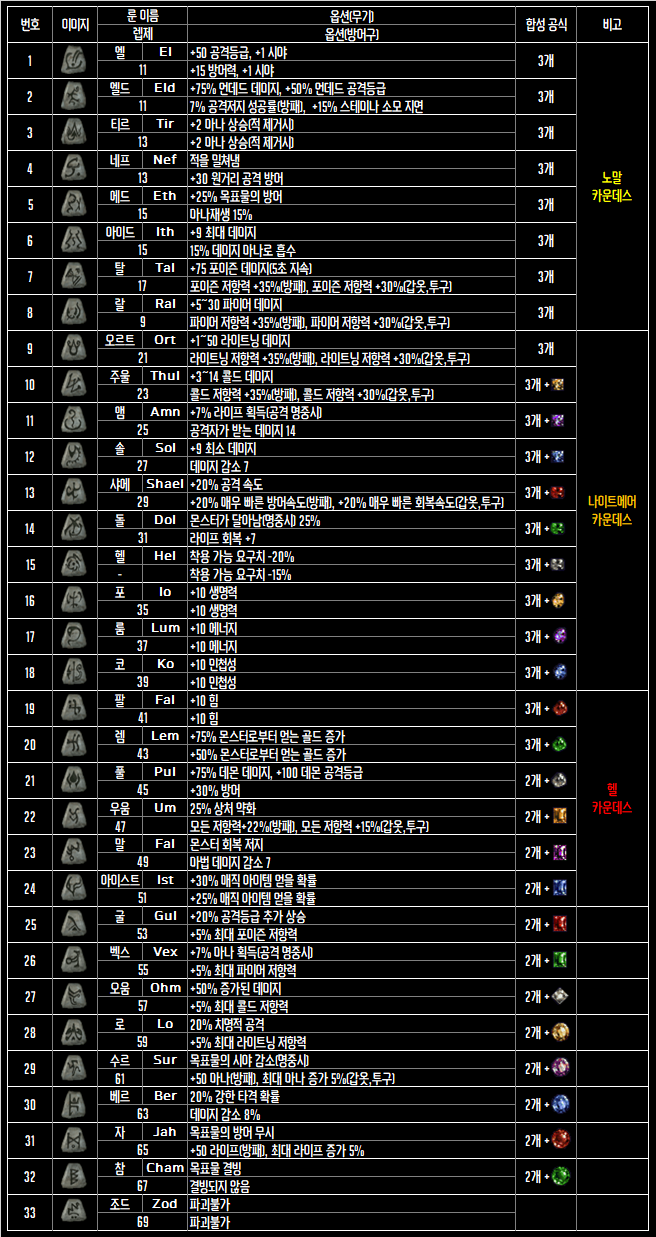 번호 이미지 룬 이름 옵션(무기) 합성 공식 비고
렙제 옵션(방어구)
1 엘 El +50 공격등급, +1 시야 3개
11 +15 방어력, +1 시야
2 엘드 Eld +75% 언데드 데미지, +50% 언데드 공격등급 3개
11 7% 공격저지 성공률(방패), +15% 스테미나 소모 지연
3 티르 Tir +2 마나 상승(적 제거시) 3개
13 +2 마나 상승(적 제거시)
4 네프 Nef 적을 밀쳐냄 3개
13 +30 원거리 공격 방어
노말
카운데스
5 에드 Eth +25% 목표물의 방어 3개
15 마나재생 15%
6 아이드 Ith +9 최대 데미지 3개
15 15% 데미지 마나로 흡수
7 탈 Tal +75 포이즌 데미지(5초 지속) 3개
17 포이즌 저항력 +35%(방패), 포이즌 저항력 +30%(갑옷,투구)
8 랄 Ral +5~30 파이어 데미지 3개
9 파이어 저항력 +35%(방패), 파이어 저항력 +30%(갑옷,투구)
9 오르트 Ort +1~50 라이트닝 데미지 3개
21 라이트닝 저항력 +35%(방패), 라이트닝 저항력 +30%(갑옷,투구)
10 주울 Thul +3~14 콜드 데미지 3개 +
23 콜드 저항력 +35%(방패), 콜드 저항력 +30%(갑옷,투구)
11 앰 Amn +7% 라이프 획득(공격 명중시) 3개 +
25 공격자가 받는 데미지 14
12 솔 Sol +9 최소 데미지 3개 +
27 데미지 감소 7
13 샤에 Shael +20% 공격 속도 3개 +
29 +20% 매우 빠른 방어속도(방패), +20% 매우 빠른 회복속도(갑옷,투구)
나이트메어
카운데스
14 돌 Dol 몬스터가 달아남(명중시) 25% 3개 +
31 라이프 회복 +7
15 헬 Hel 착용 가능 요구치 -20% 3개 +
- 착용 가능 요구치 -15%
16 포 Io +10 생명력 3개 +
35 +10 생명력
17 룸 Lum +10 에너지 3개 +
37 +10 에너지
18 코 Ko +10 민첩성 3개 +
39 +10 민첩성
19 팔 Fal +10 힘 3개 +
41 +10 힘
20 렘 Lem +75% 몬스터로부터 얻는 골드 증가 3개 +
43 +50% 몬스터로부터 얻는 골드 증가
21 풀 Pul +75% 데몬 데미지, +100 데몬 공격등급 2개 +
45 +30% 방어
헬
카운데스
22 우움 Um 25% 상처 악화 2개 +
47 모든 저항력+22%(방패), 모든 저항력 +15%(갑옷,투구)
23 말 Fal 몬스터 회복 저지 2개 +
49 마법 데미지 감소 7
24 아이스트 Ist +30% 매직 아이템 얻을 확률 2개 +
51 +25% 매직 아이템 얻을 확률
25 굴 Gul +20% 공격등급 추가 상승 2개 +
53 +5% 최대 포이즌 저항력
26 벡스 Vex +7% 마나 획득(공격 명중시) 2개 +
55 +5% 최대 파이어 저항력
27 오움 Ohm +50% 증가된 데미지 2개 +
57 +5% 최대 콜드 저항력
28 로 Lo 20% 치명적 공격 2개 +
59 +5% 최대 라이트닝 저항력
29 수르 Sur 목표물의 시야 감소(명중시) 2개 +
61 +50 마나(방패), 최대 마나 증가 5%(갑옷,투구)
30 베르 Ber 20% 강한 타격 확률 2개 +
63 데미지 감소 8%
31 자 Jah 목표물의 방어 무시 2개 +
65 +50 라이프(방패), 최대 라이프 증가 5%
32 참 Cham 목표물 결빙 2개 +
67 결빙되지 않음
33 조드 Zod 파괴불가
69 파괴불가